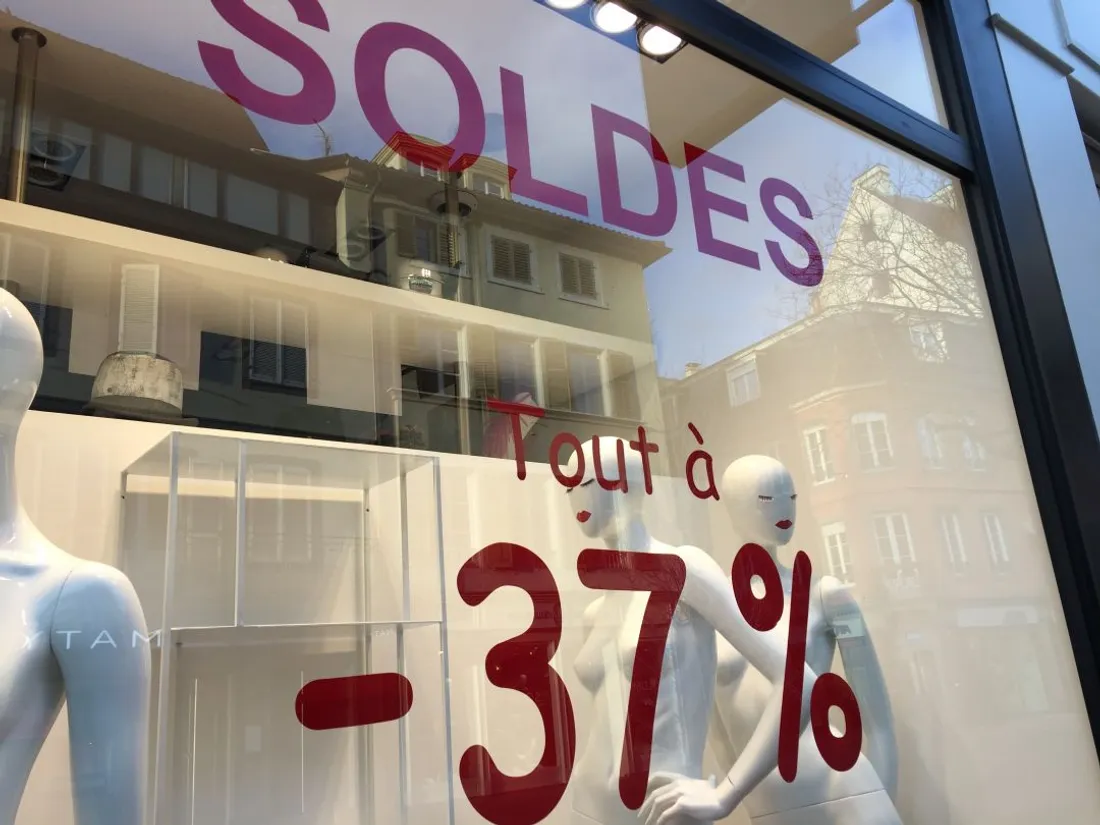 SOLDES
Tout à
-37%